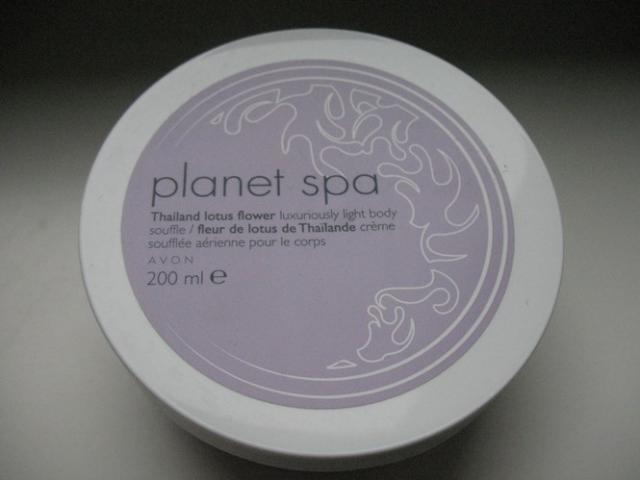 planet spa
Thailand lotus flower luxuriously light body
souffle / fleur de lotus de Thaïlande crème
soufflée aérienne pour le corps
AVON
200 ml ℮